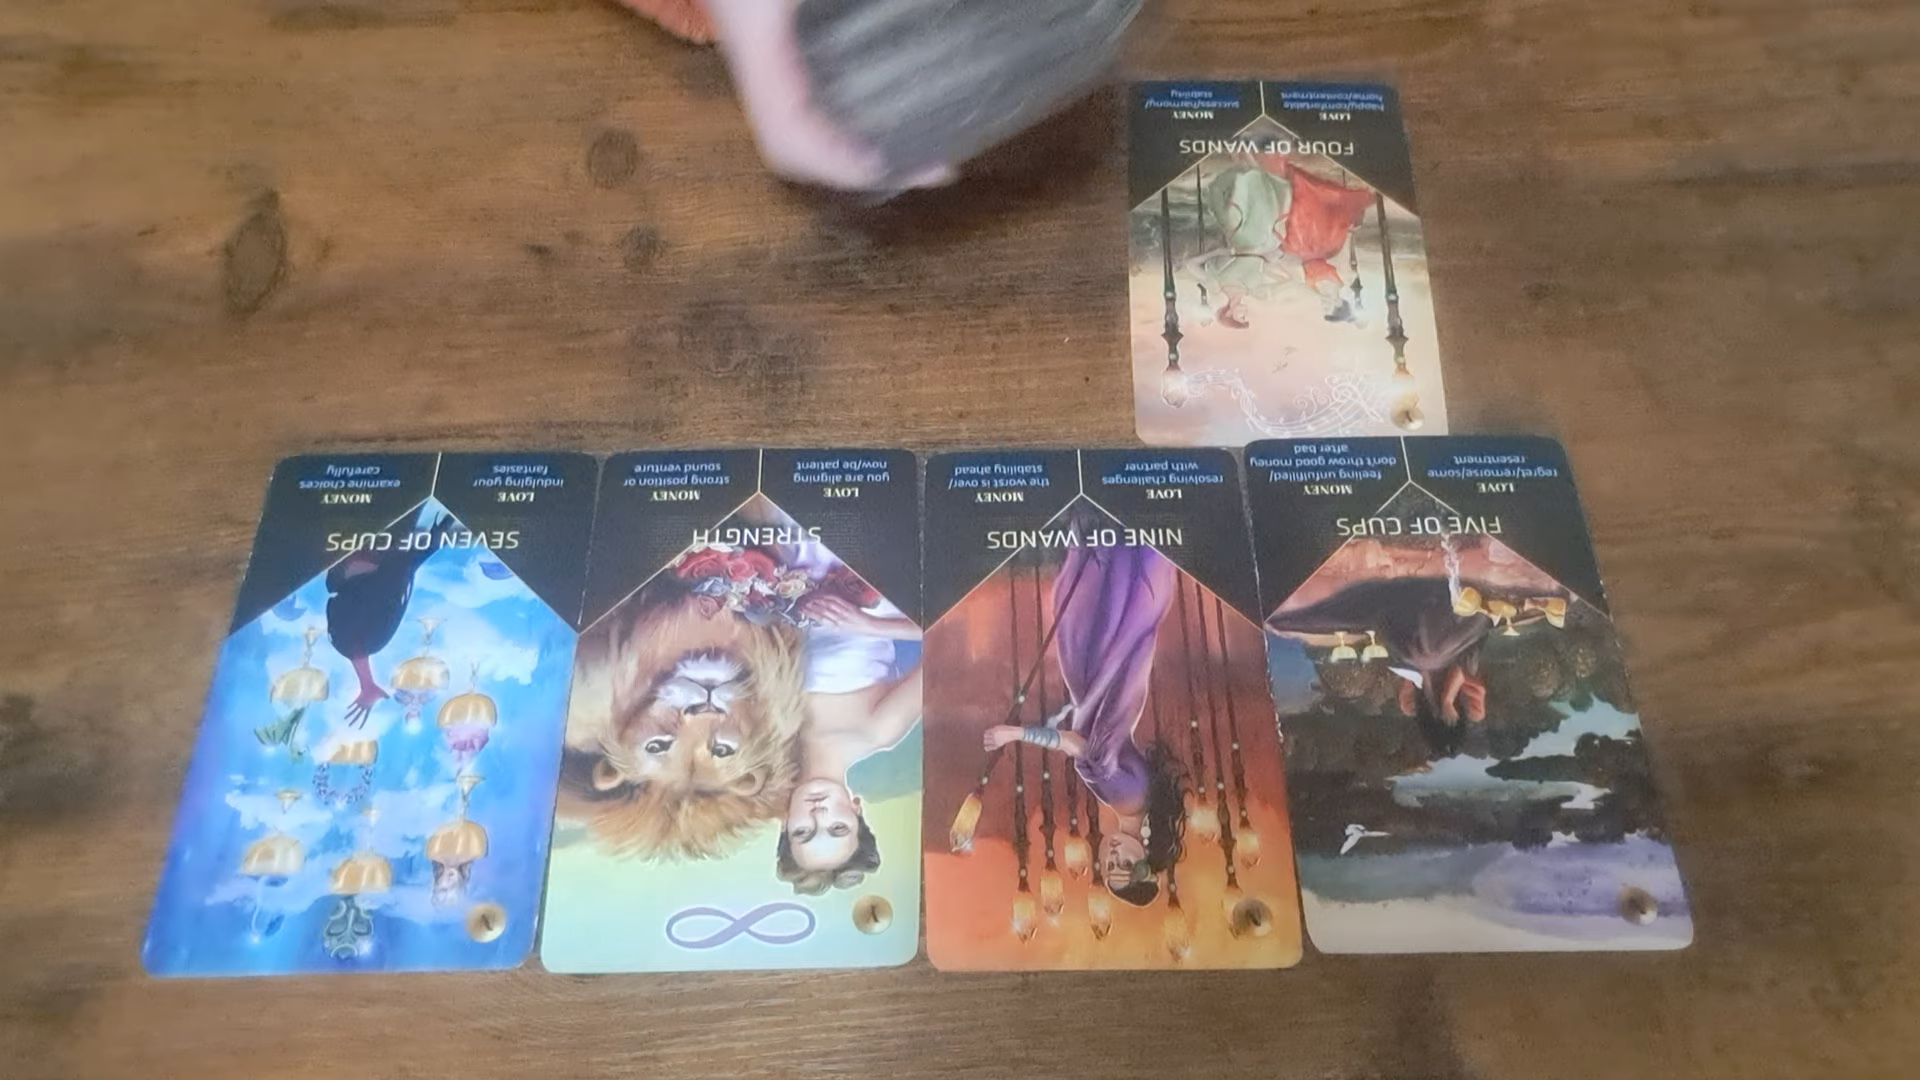 FOUR OF WANDS
LOVE
happy/comfortable
home/contentment
MONEY
success/harmony/
stability
FIVE OF CUPS
LOVE
regret/remorse/some
resentment
MONEY
feeling unfulfilled/
don't throw good money
after bad
NINE OF WANDS
LOVE
resolving challenges
with partner
MONEY
the worst is over/
stability ahead
STRENGTH
LOVE
you are aligning
now/be patient
MONEY
strong position or
sound venture
SEVEN OF CUPS
LOVE
indulging your
fantasies
MONEY
examine choices
carefully